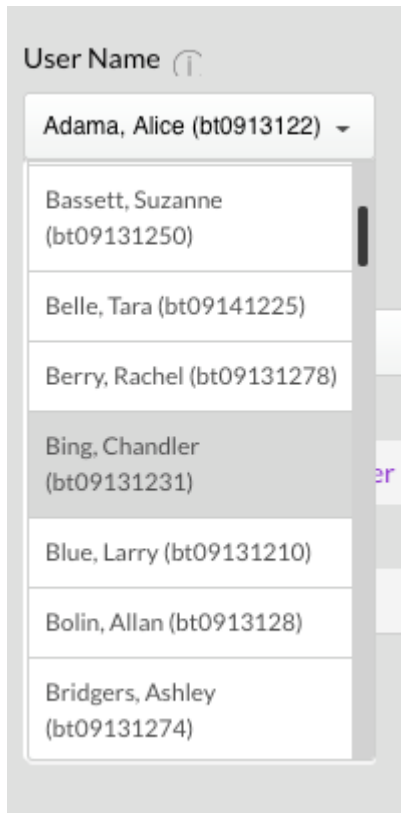 User Name
Adama, Alice (bt0913122)
Bassett, Suzanne
(bt09131250)
Belle, Tara (bt09141225)
Berry, Rachel (bt09131278)
Bing, Chandler
(bt09131231)
er
Blue, Larry (bt09131210)
Bolin, Allan (bt0913128)
Bridgers, Ashley
(bt09131274)